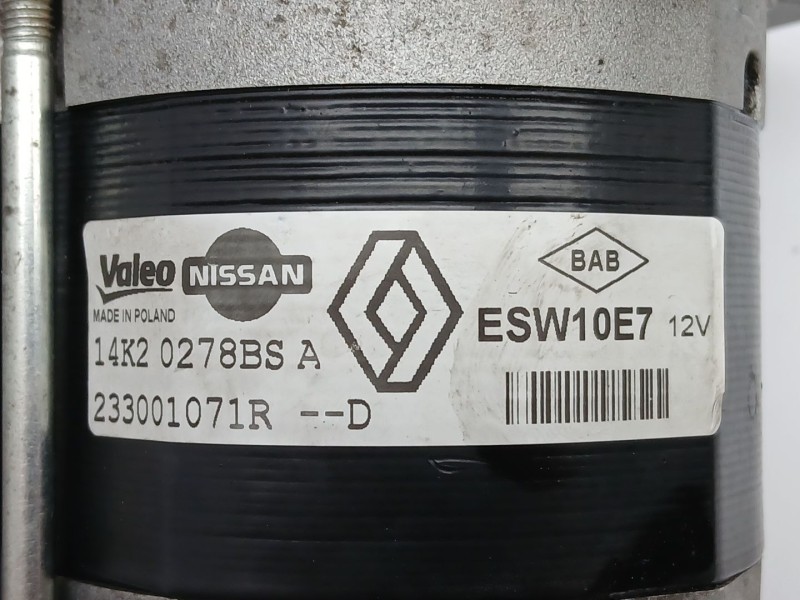 Valeo NISSAN
MADE IN POLAND
14K2 0278BS A
233001071R --D
BAB
ESW10E7 12V